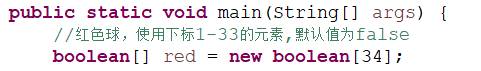 public static void main(String[] args) {
//红色球，使用下标1-33的元素,默认值为false
boolean[] red = new boolean[34];